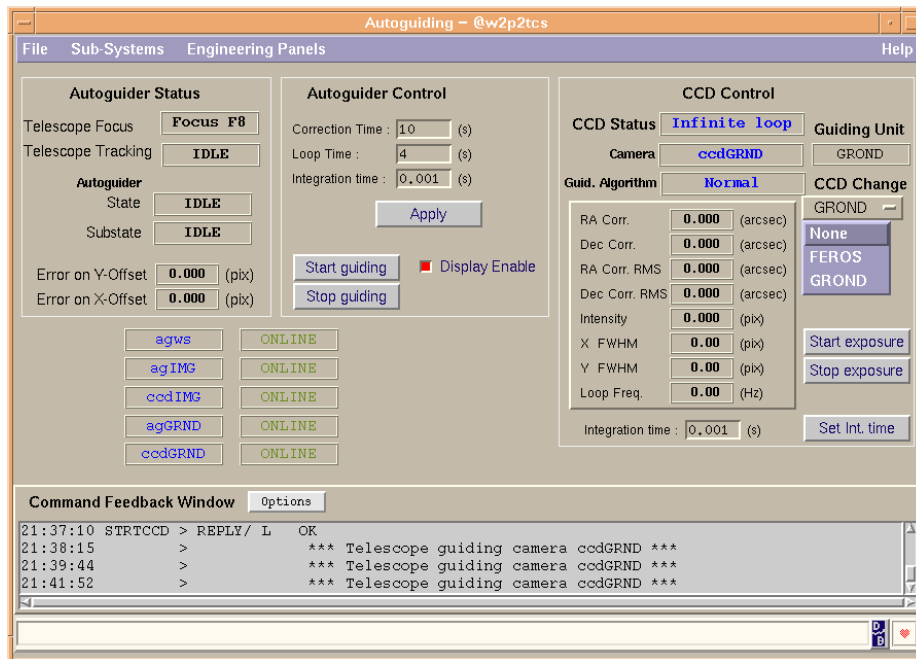 Autoguiding - @w2p2tcs
File Sub-Systems Engineering Panels Help
Autoguider Status
Telescope Focus Focus F8
Telescope Tracking IDLE
Autoguider
State IDLE
Substate IDLE
Error on Y-Offset 0.000 (pix)
Error on X-Offset 0.000 (pix)
Autoguider Control
Correction Time : 10 (s)
Loop Time : 4 (s)
Integration time : 0.001 (s)
Apply
Start guiding Display Enable
Stop guiding
CCD Control
CCD Status Infinite loop
Camera ccdGRND
Guid. Algorithm Normal
RA Corr. 0.000 (arcsec)
Dec Corr. 0.000 (arcsec)
RA Corr. RMS 0.000 (arcsec)
Dec Corr. RMS 0.000 (arcsec)
Intensity 0.000 (pix)
X FWHM 0.00 (pix)
Y FWHM 0.00 (pix)
Loop Freq. 0.00 (Hz)
Integration time : 0.001 (s)
Guiding Unit
GROND
CCD Change
GROND
None
FEROS
GROND
Start exposure
Stop exposure
Set Int. time
agws ONLINE
agIMG ONLINE
ccdIMG ONLINE
agGRND ONLINE
ccdGRND ONLINE
Command Feedback Window Options
21:37:10 STRTCCD > REPLY/ L OK
21:38:15 > *** Telescope guiding camera ccdGRND ***
21:39:44 > *** Telescope guiding camera ccdGRND ***
21:41:52 > *** Telescope guiding camera ccdGRND ***